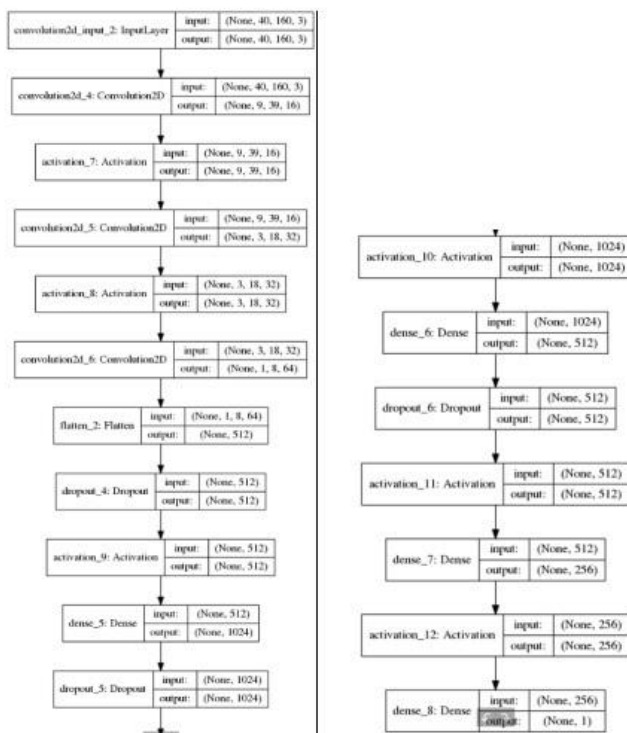 convolution2d_input_2: InputLayer
input: (None, 40, 160, 3)
output: (None, 40, 160, 3)
convolution2d_4: Convolution2D
input: (None, 40, 160, 3)
output: (None, 9, 39, 16)
activation_7: Activation
input: (None, 9, 39, 16)
output: (None, 9, 39, 16)
convolution2d_5: Convolution2D
input: (None, 9, 39, 16)
output: (None, 3, 18, 32)
activation_8: Activation
input: (None, 3, 18, 32)
output: (None, 3, 18, 32)
convolution2d_6: Convolution2D
input: (None, 3, 18, 32)
output: (None, 1, 8, 64)
flatten_2: Flatten
input: (None, 1, 8, 64)
output: (None, 512)
dropout_4: Dropout
input: (None, 512)
output: (None, 512)
activation_9: Activation
input: (None, 512)
output: (None, 512)
dense_5: Dense
input: (None, 512)
output: (None, 1024)
dropout_5: Dropout
input: (None, 1024)
output: (None, 1024)
activation_10: Activation
input: (None, 1024)
output: (None, 1024)
dense_6: Dense
input: (None, 1024)
output: (None, 512)
dropout_6: Dropout
input: (None, 512)
output: (None, 512)
activation_11: Activation
input: (None, 512)
output: (None, 512)
dense_7: Dense
input: (None, 512)
output: (None, 256)
activation_12: Activation
input: (None, 256)
output: (None, 256)
dense_8: Dense
input: (None, 256)
output: (None, 1)